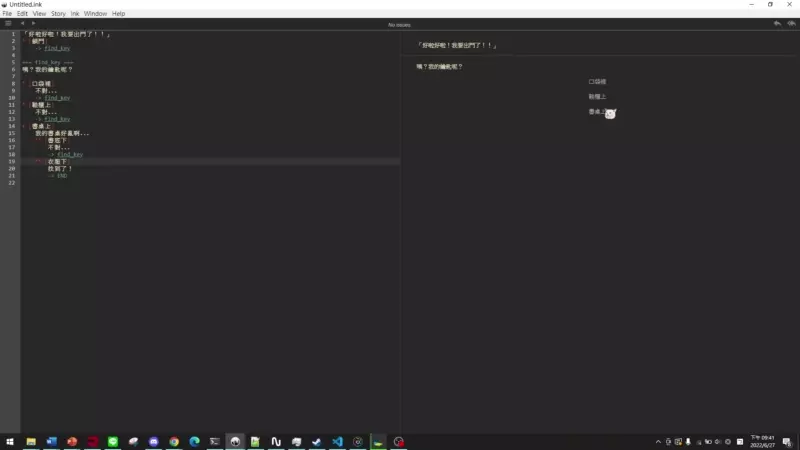 Untitled.ink
File Edit View Story Ink Window Help
No issues
1 「好啦好啦！我要出門了！！」
2 * [鎖門]
3 -> find_key
4
5 === find_key ===
6 嗎？我的鑰匙呢？
7
8 * [口袋裡]
9 不對...
10 -> find_key
11 * [鞋櫃上]
12 不對...
13 -> find_key
14 * [書桌上]
15 我的書桌好亂啊...
16 * * [書底下]
17 不對...
18 -> find_key
19 * * [衣服下]
20 找到了！
21 -> END
22
「好啦好啦！我要出門了！！」
嗎？我的鑰匙呢？
口袋裡
鞋櫃上
書桌上
下午 09:41
2022/6/27